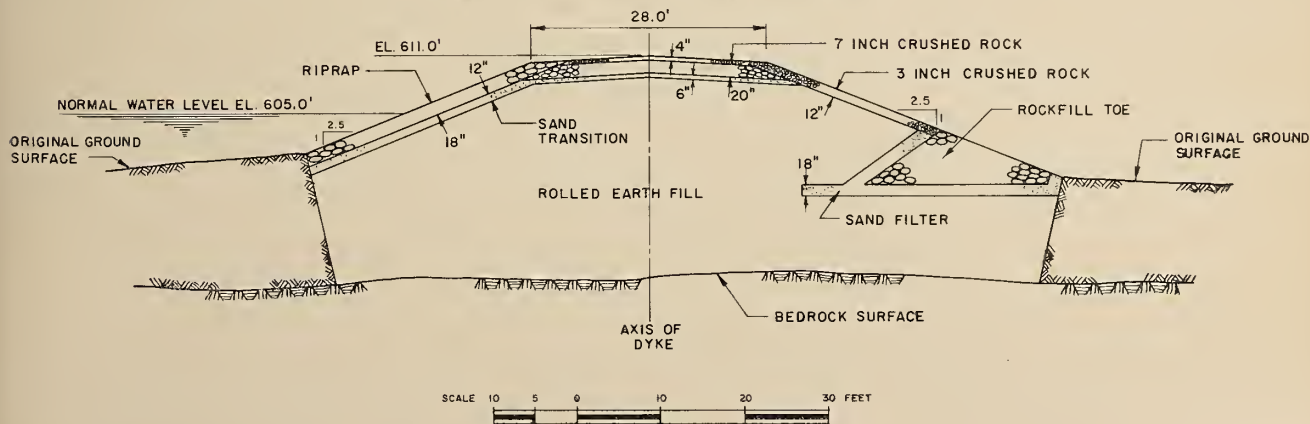 28.0'
EL. 611.0'
4"
7 INCH CRUSHED ROCK
RIPRAP
12"
3 INCH CRUSHED ROCK
6"
20"
12"
2.5
1
ROCKFILL TOE
NORMAL WATER LEVEL EL. 605.0'
SAND
TRANSITION
1
2.5
18"
ORIGINAL GROUND
SURFACE
ORIGINAL GROUND
SURFACE
18"
ROLLED EARTH FILL
SAND FILTER
BEDROCK SURFACE
AXIS OF
DYKE
SCALE 10 5 0 10 20 30 FEET